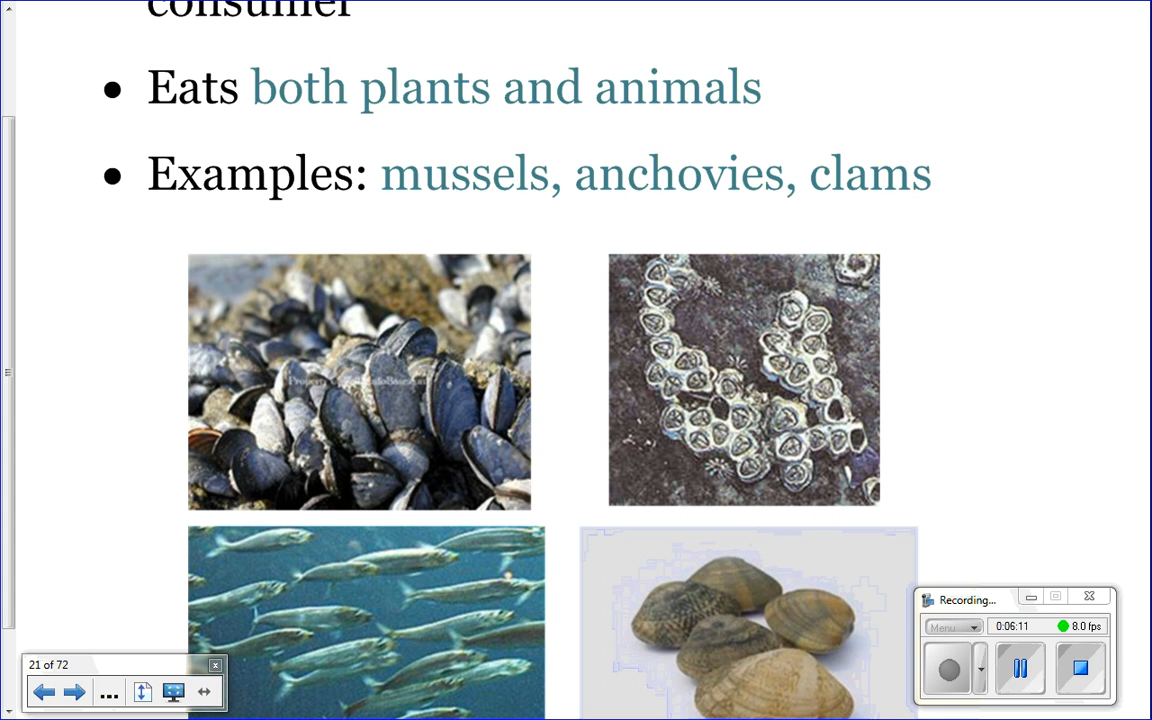 consumer
• Eats both plants and animals
• Examples: mussels, anchovies, clams
Recording...
Menu
0:06:11
8.0 fps
21 of 72
...